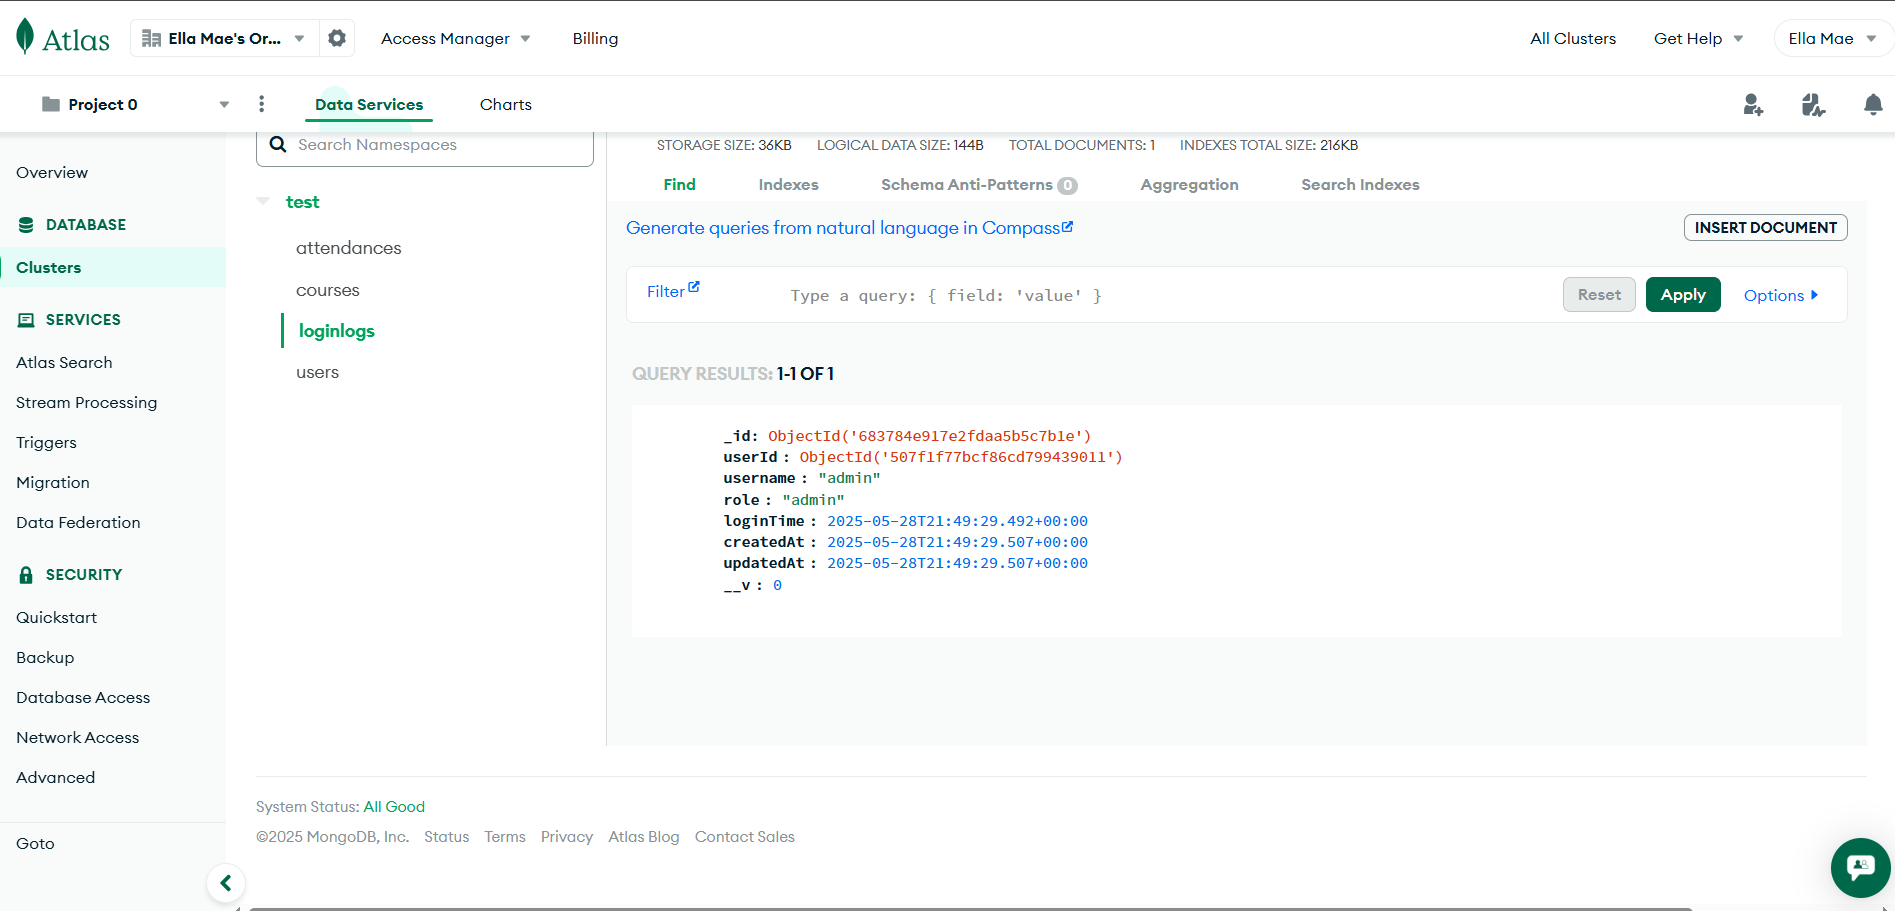 Atlas
Ella Mae's Or...
Access Manager
Billing
All Clusters
Get Help
Ella Mae
Project 0
Data Services
Charts
Overview
DATABASE
Clusters
SERVICES
Atlas Search
Stream Processing
Triggers
Migration
Data Federation
SECURITY
Quickstart
Backup
Database Access
Network Access
Advanced
Goto
Search Namespaces
test
attendances
courses
loginlogs
users
STORAGE SIZE: 36KB LOGICAL DATA SIZE: 144B TOTAL DOCUMENTS: 1 INDEXES TOTAL SIZE: 216KB
Find Indexes Schema Anti-Patterns 0 Aggregation Search Indexes
Generate queries from natural language in Compass
INSERT DOCUMENT
Filter
Type a query: { field: 'value' }
Reset
Apply
Options
QUERY RESULTS: 1-1 OF 1
_id: ObjectId('683784e917e2fdaa5b5c7b1e')
userId : ObjectId('507f1f77bcf86cd799439011')
username : "admin"
role : "admin"
loginTime : 2025-05-28T21:49:29.492+00:00
createdAt : 2025-05-28T21:49:29.507+00:00
updatedAt : 2025-05-28T21:49:29.507+00:00
__v : 0
System Status: All Good
©2025 MongoDB, Inc. Status Terms Privacy Atlas Blog Contact Sales